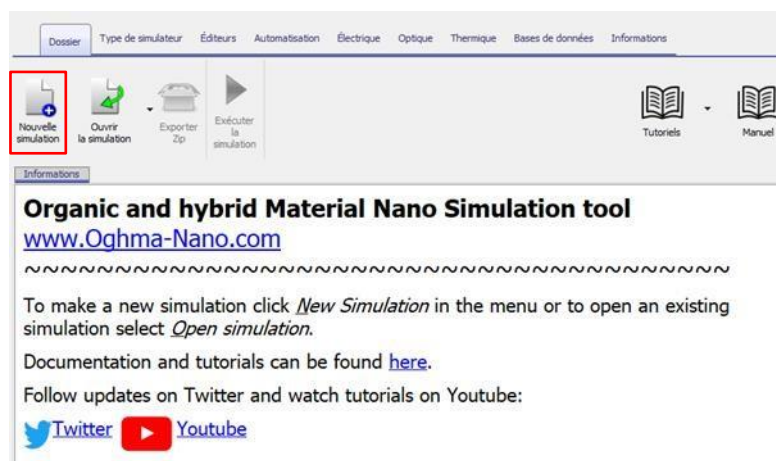 Dossier Type de simulateur Éditeurs Automatisation Électrique Optique Thermique Bases de données Informations
Nouvelle simulation
Ouvrir la simulation
Exporter Zip
Exécuter la simulation
Tutoriels
Manuel
Informations
Organic and hybrid Material Nano Simulation tool
www.Oghma-Nano.com
~~~~~~~~~~~~~~~~~~~~~~~~~~~~~~~~~~~~~~~
To make a new simulation click New Simulation in the menu or to open an existing
simulation select Open simulation.
Documentation and tutorials can be found here.
Follow updates on Twitter and watch tutorials on Youtube:
Twitter Youtube